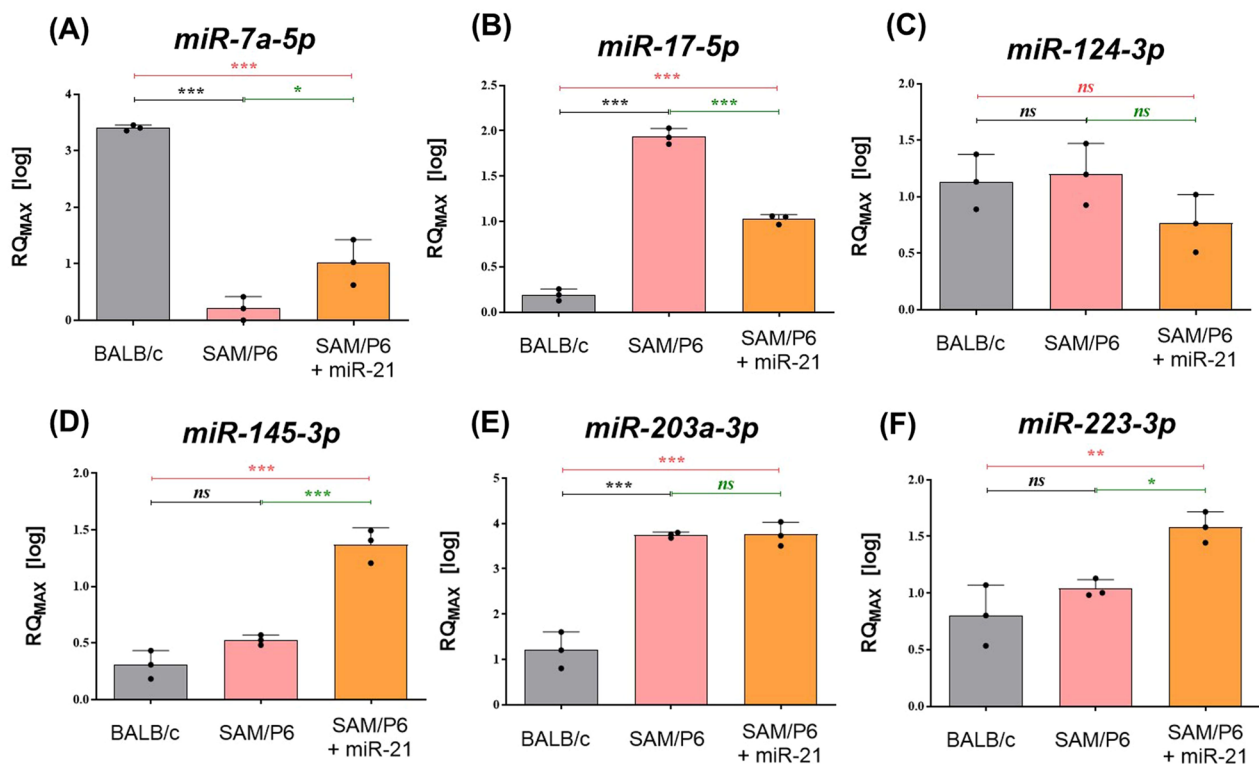 (A)
miR-7a-5p
***
*** *
RQMAX [log]
4
3
2
1
0
BALB/c SAM/P6 SAM/P6
+ miR-21
(B)
miR-17-5p
***
*** ***
RQMAX [log]
2.5
2.0
1.5
1.0
0.5
0.0
BALB/c SAM/P6 SAM/P6
+ miR-21
(C)
miR-124-3p
ns
ns ns
RQMAX [log]
2.0
1.5
1.0
0.5
0.0
BALB/c SAM/P6 SAM/P6
+ miR-21
(D)
miR-145-3p
***
ns ***
RQMAX [log]
2.0
1.5
1.0
0.5
0.0
BALB/c SAM/P6 SAM/P6
+ miR-21
(E)
miR-203a-3p
***
*** ns
RQMAX [log]
5
4
3
2
1
0
BALB/c SAM/P6 SAM/P6
+ miR-21
(F)
miR-223-3p
**
ns *
RQMAX [log]
2.0
1.5
1.0
0.5
0.0
BALB/c SAM/P6 SAM/P6
+ miR-21